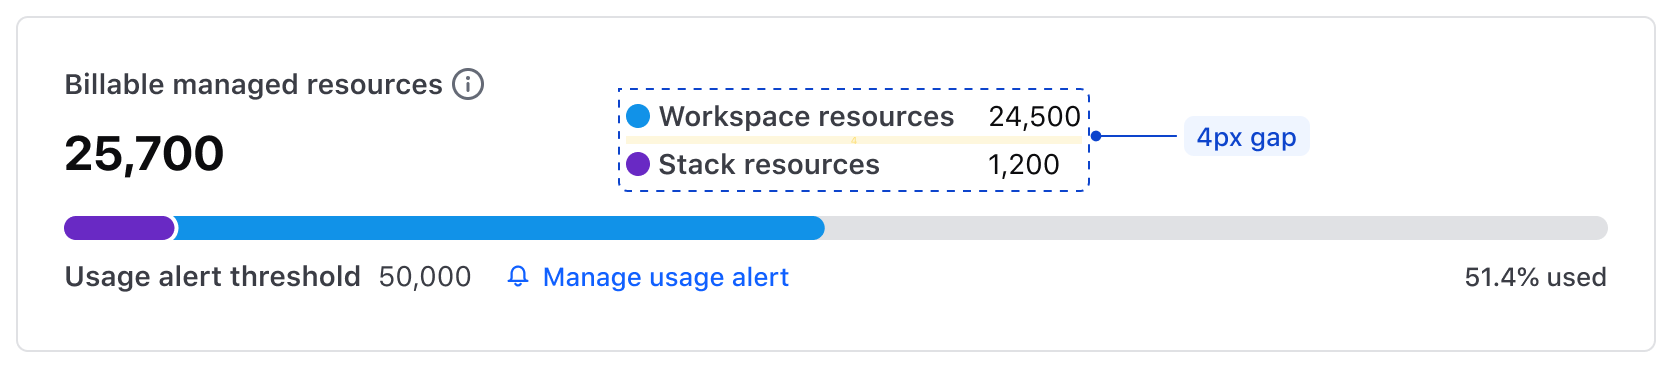 Billable managed resources
25,700
Workspace resources 24,500
4
Stack resources 1,200
4px gap
Usage alert threshold 50,000 Manage usage alert 51.4% used